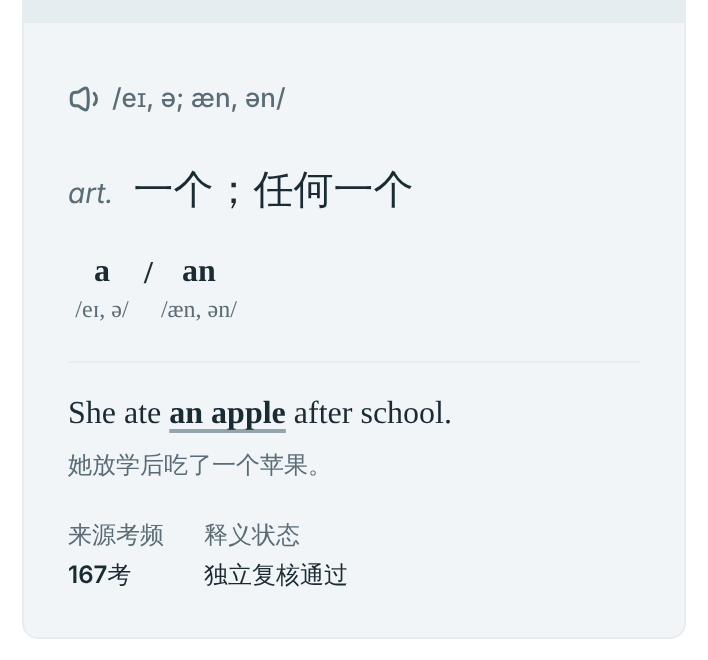 /eɪ, ə; æn, ən/
art. 一个；任何一个
a / an
/eɪ, ə/ /æn, ən/
She ate an apple after school.
她放学后吃了一个苹果。
来源考频 释义状态
167考 独立复核通过